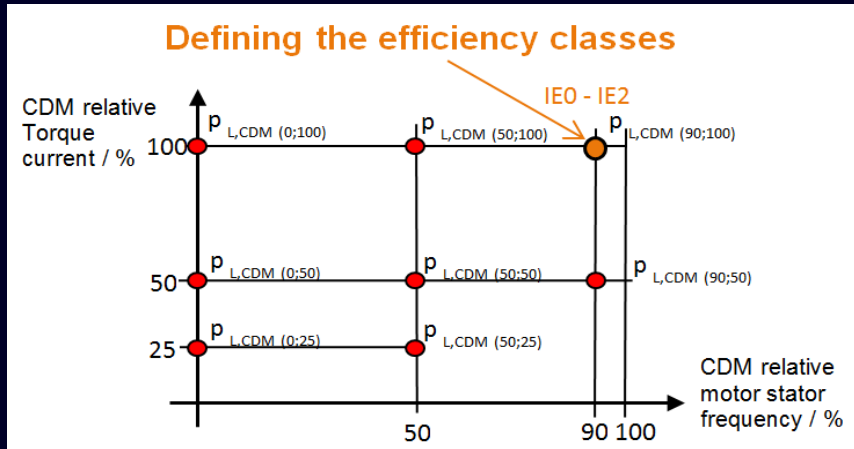 Defining the efficiency classes
IE0 - IE2
CDM relative
Torque
current / %
100
p L,CDM (0;100)
p L,CDM (50;100)
p L,CDM (90;100)
50
p L,CDM (0;50)
p L,CDM (50;50)
p L,CDM (90;50)
25
p L,CDM (0;25)
p L,CDM (50;25)
CDM relative
motor stator
frequency / %
50
90 100